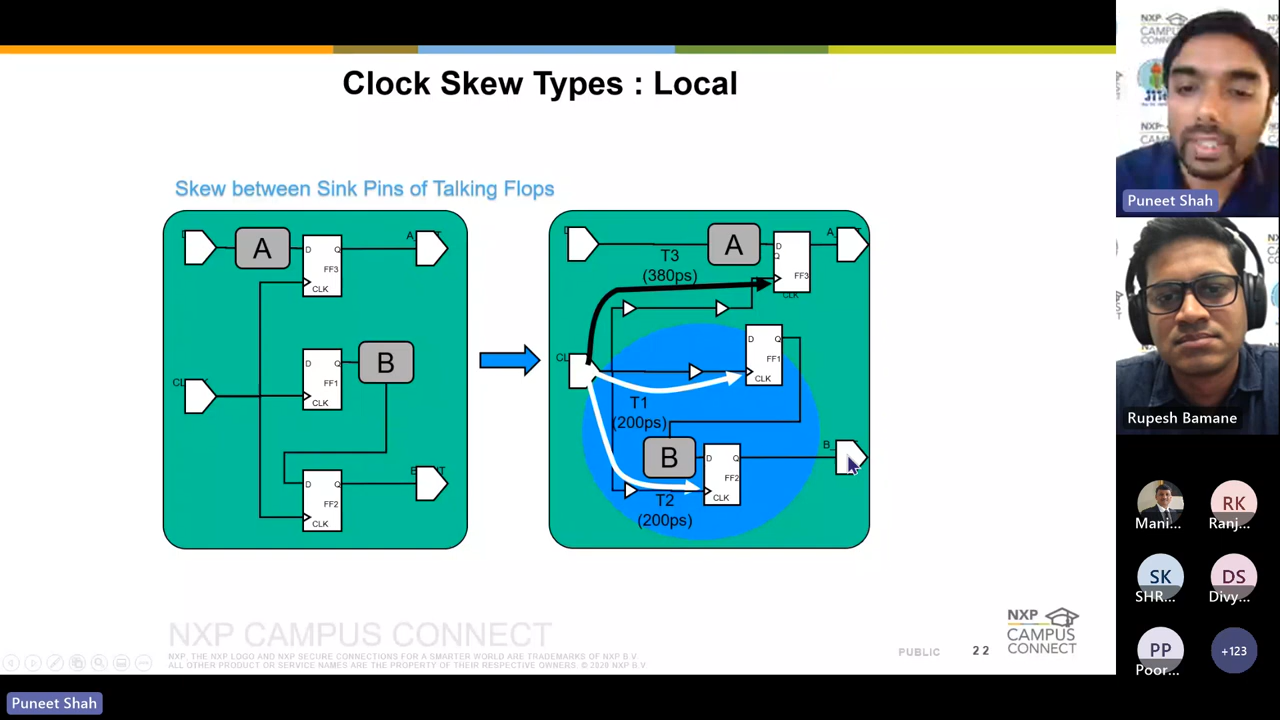 Clock Skew Types : Local
Skew between Sink Pins of Talking Flops
A
D
Q
FF3
CLK
D
Q
FF1
CLK
B
D
Q
FF2
CLK
T3
(380ps)
A
D
Q
FF3
CLK
D
Q
FF1
CLK
T1
(200ps)
B
D
Q
FF2
CLK
T2
(200ps)
NXP CAMPUS CONNECT
NXP, THE NXP LOGO AND NXP SECURE CONNECTIONS FOR A SMARTER WORLD ARE TRADEMARKS OF NXP B.V.
ALL OTHER PRODUCT OR SERVICE NAMES ARE THE PROPERTY OF THEIR RESPECTIVE OWNERS. © 2020 NXP B.V.
PUBLIC
22
NXP
CAMPUS
CONNECT
Puneet Shah
NXP
CAMPUS
CONNECT
Puneet Shah
Rupesh Bamane
Mani...
RK
Ranj...
SK
SHR...
DS
Divy...
PP
Poor...
+123